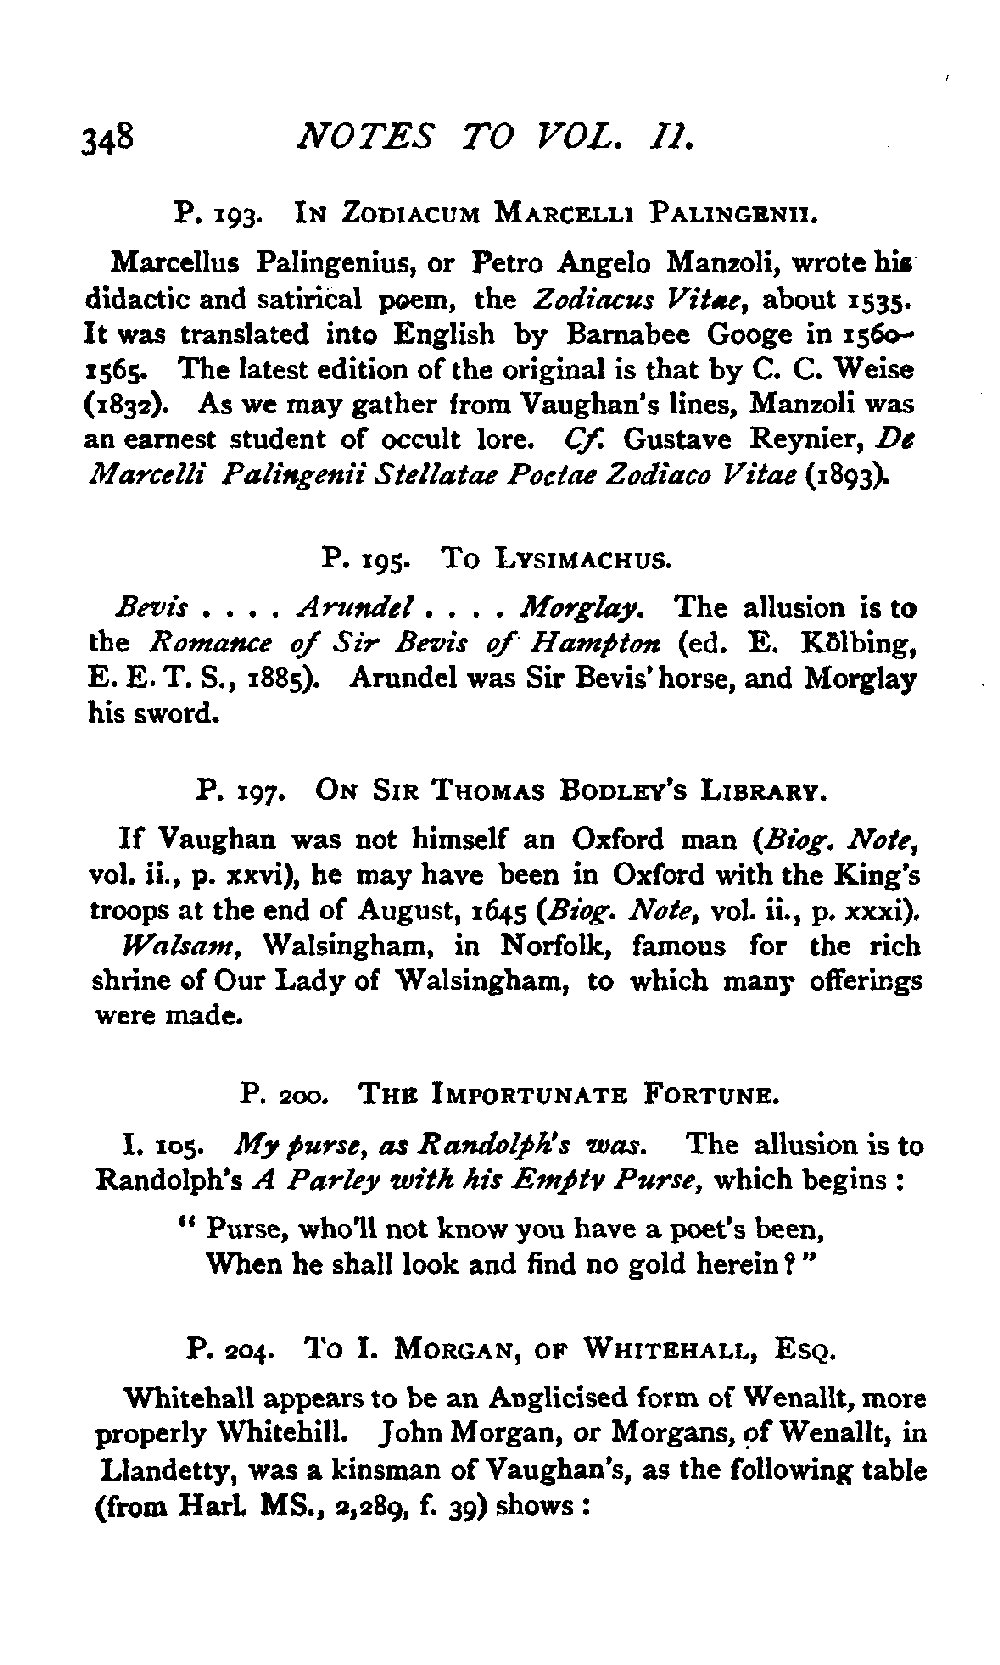 348 NOTES TO VOL. II.
P. 193. In Zodiacum Marcelli Palingenii.
Marcellus Palingenius, or Petro Angelo Manzoli, wrote his
didactic and satirical poem, the Zodiacus Vitae, about 1535.
It was translated into English by Barnabee Googe in 1560–
1565. The latest edition of the original is that by C. C. Weise
(1832). As we may gather from Vaughan's lines, Manzoli was
an earnest student of occult lore. Cf. Gustave Reynier, De
Marcelli Palingenii Stellatae Poetae Zodiaco Vitae (1893).
P. 195. To Lysimachus.
Bevis . . . . Arundel . . . . Morglay. The allusion is to
the Romance of Sir Bevis of Hampton (ed. E. Kölbing,
E. E. T. S., 1885). Arundel was Sir Bevis' horse, and Morglay
his sword.
P. 197. On Sir Thomas Bodley's Library.
If Vaughan was not himself an Oxford man (Biog. Note,
vol. ii., p. xxvi), he may have been in Oxford with the King's
troops at the end of August, 1645 (Biog. Note, vol. ii., p. xxxi).
Walsam, Walsingham, in Norfolk, famous for the rich
shrine of Our Lady of Walsingham, to which many offerings
were made.
P. 200. The Importunate Fortune.
I. 105. My purse, as Randolph's was. The allusion is to
Randolph's A Parley with his Empty Purse, which begins :
" Purse, who'll not know you have a poet's been,
When he shall look and find no gold herein ? "
P. 204. To I. Morgan, of Whitehall, Esq.
Whitehall appears to be an Anglicised form of Wenallt, more
properly Whitehill. John Morgan, or Morgans, of Wenallt, in
Llandetty, was a kinsman of Vaughan's, as the following table
(from Harl. MS., 2,289, f. 39) shows :